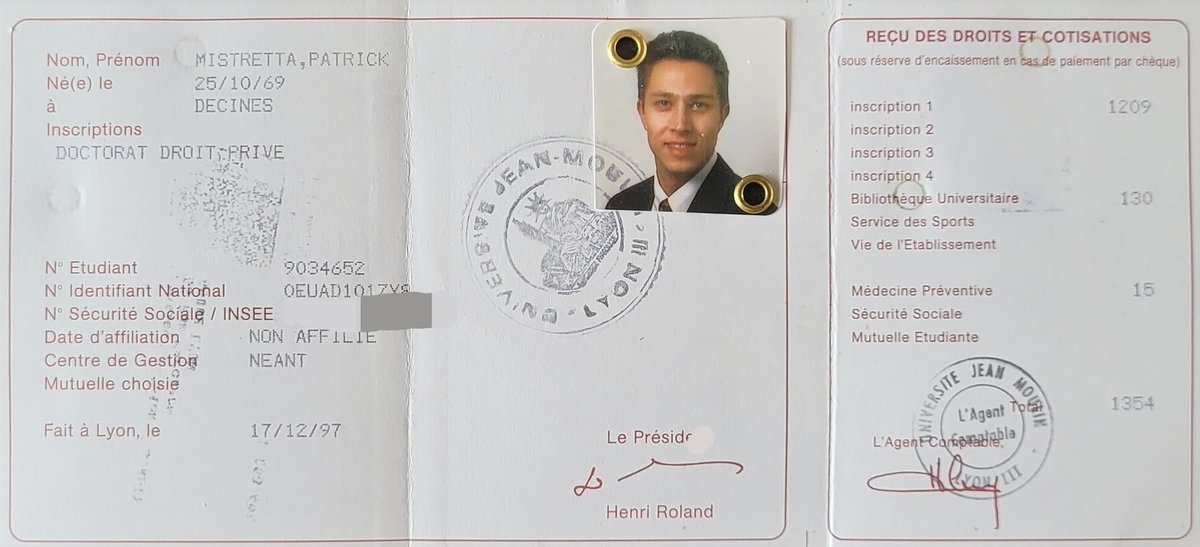 Nom, Prénom MISTRETTA,PATRICK
Né(e) le 25/10/69
à DECINES
Inscriptions
DOCTORAT DROIT PRIVE
N° Etudiant 9034652
N° Identifiant National 0EUAD1017Y8
N° Sécurité Sociale / INSEE
Date d'affiliation NON AFFILIE
Centre de Gestion NEANT
Mutuelle choisie
Fait à Lyon, le 17/12/97
UNIVERSITE JEAN-MOULIN · LYON III
Le Préside
Henri Roland
REÇU DES DROITS ET COTISATIONS
(sous réserve d'encaissement en cas de paiement par chèque)
inscription 1 1209
inscription 2
inscription 3
inscription 4
Bibliothèque Universitaire 130
Service des Sports
Vie de l'Etablissement
Médecine Préventive 15
Sécurité Sociale
Mutuelle Etudiante
Total 1354
L'Agent Comptable,
UNIVERSITE JEAN MOULIN - LYON III
L'Agent
Comptable